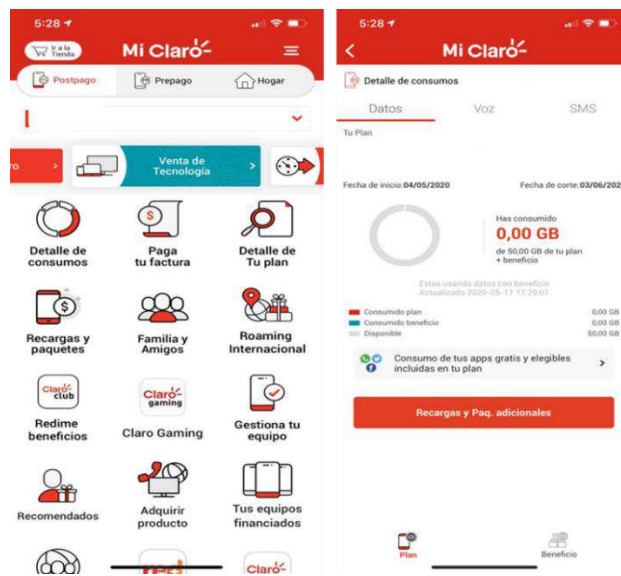 5:28
Ir a la
Tienda
Mi Claro
Postpago
Prepago
Hogar
ro
Venta de
Tecnología
Detalle de
consumos
Paga
tu factura
Detalle de
Tu plan
Recargas y
paquetes
Familia y
Amigos
Roaming
Internacional
Claro
club
Claro
gaming
Redime
beneficios
Claro Gaming
Gestiona tu
equipo
Recomendados
Adquirir
producto
Tus equipos
financiados
Claro
5:28
Mi Claro
Detalle de consumos
Datos
Voz
SMS
Tu Plan
Fecha de inicio:04/05/2020
Fecha de corte:03/06/202
Has consumido
0,00 GB
de 50,00 GB de tu plan
+ beneficio
Estás usando datos con beneficio
Actualizado 2020-05-11 17:29:01
Consumido plan 0,00 GB
Consumido beneficio 0,00 GB
Disponible 50,00 GB
Consumo de tus apps gratis y elegibles
incluidas en tu plan
Recargas y Paq. adicionales
Plan
Beneficio